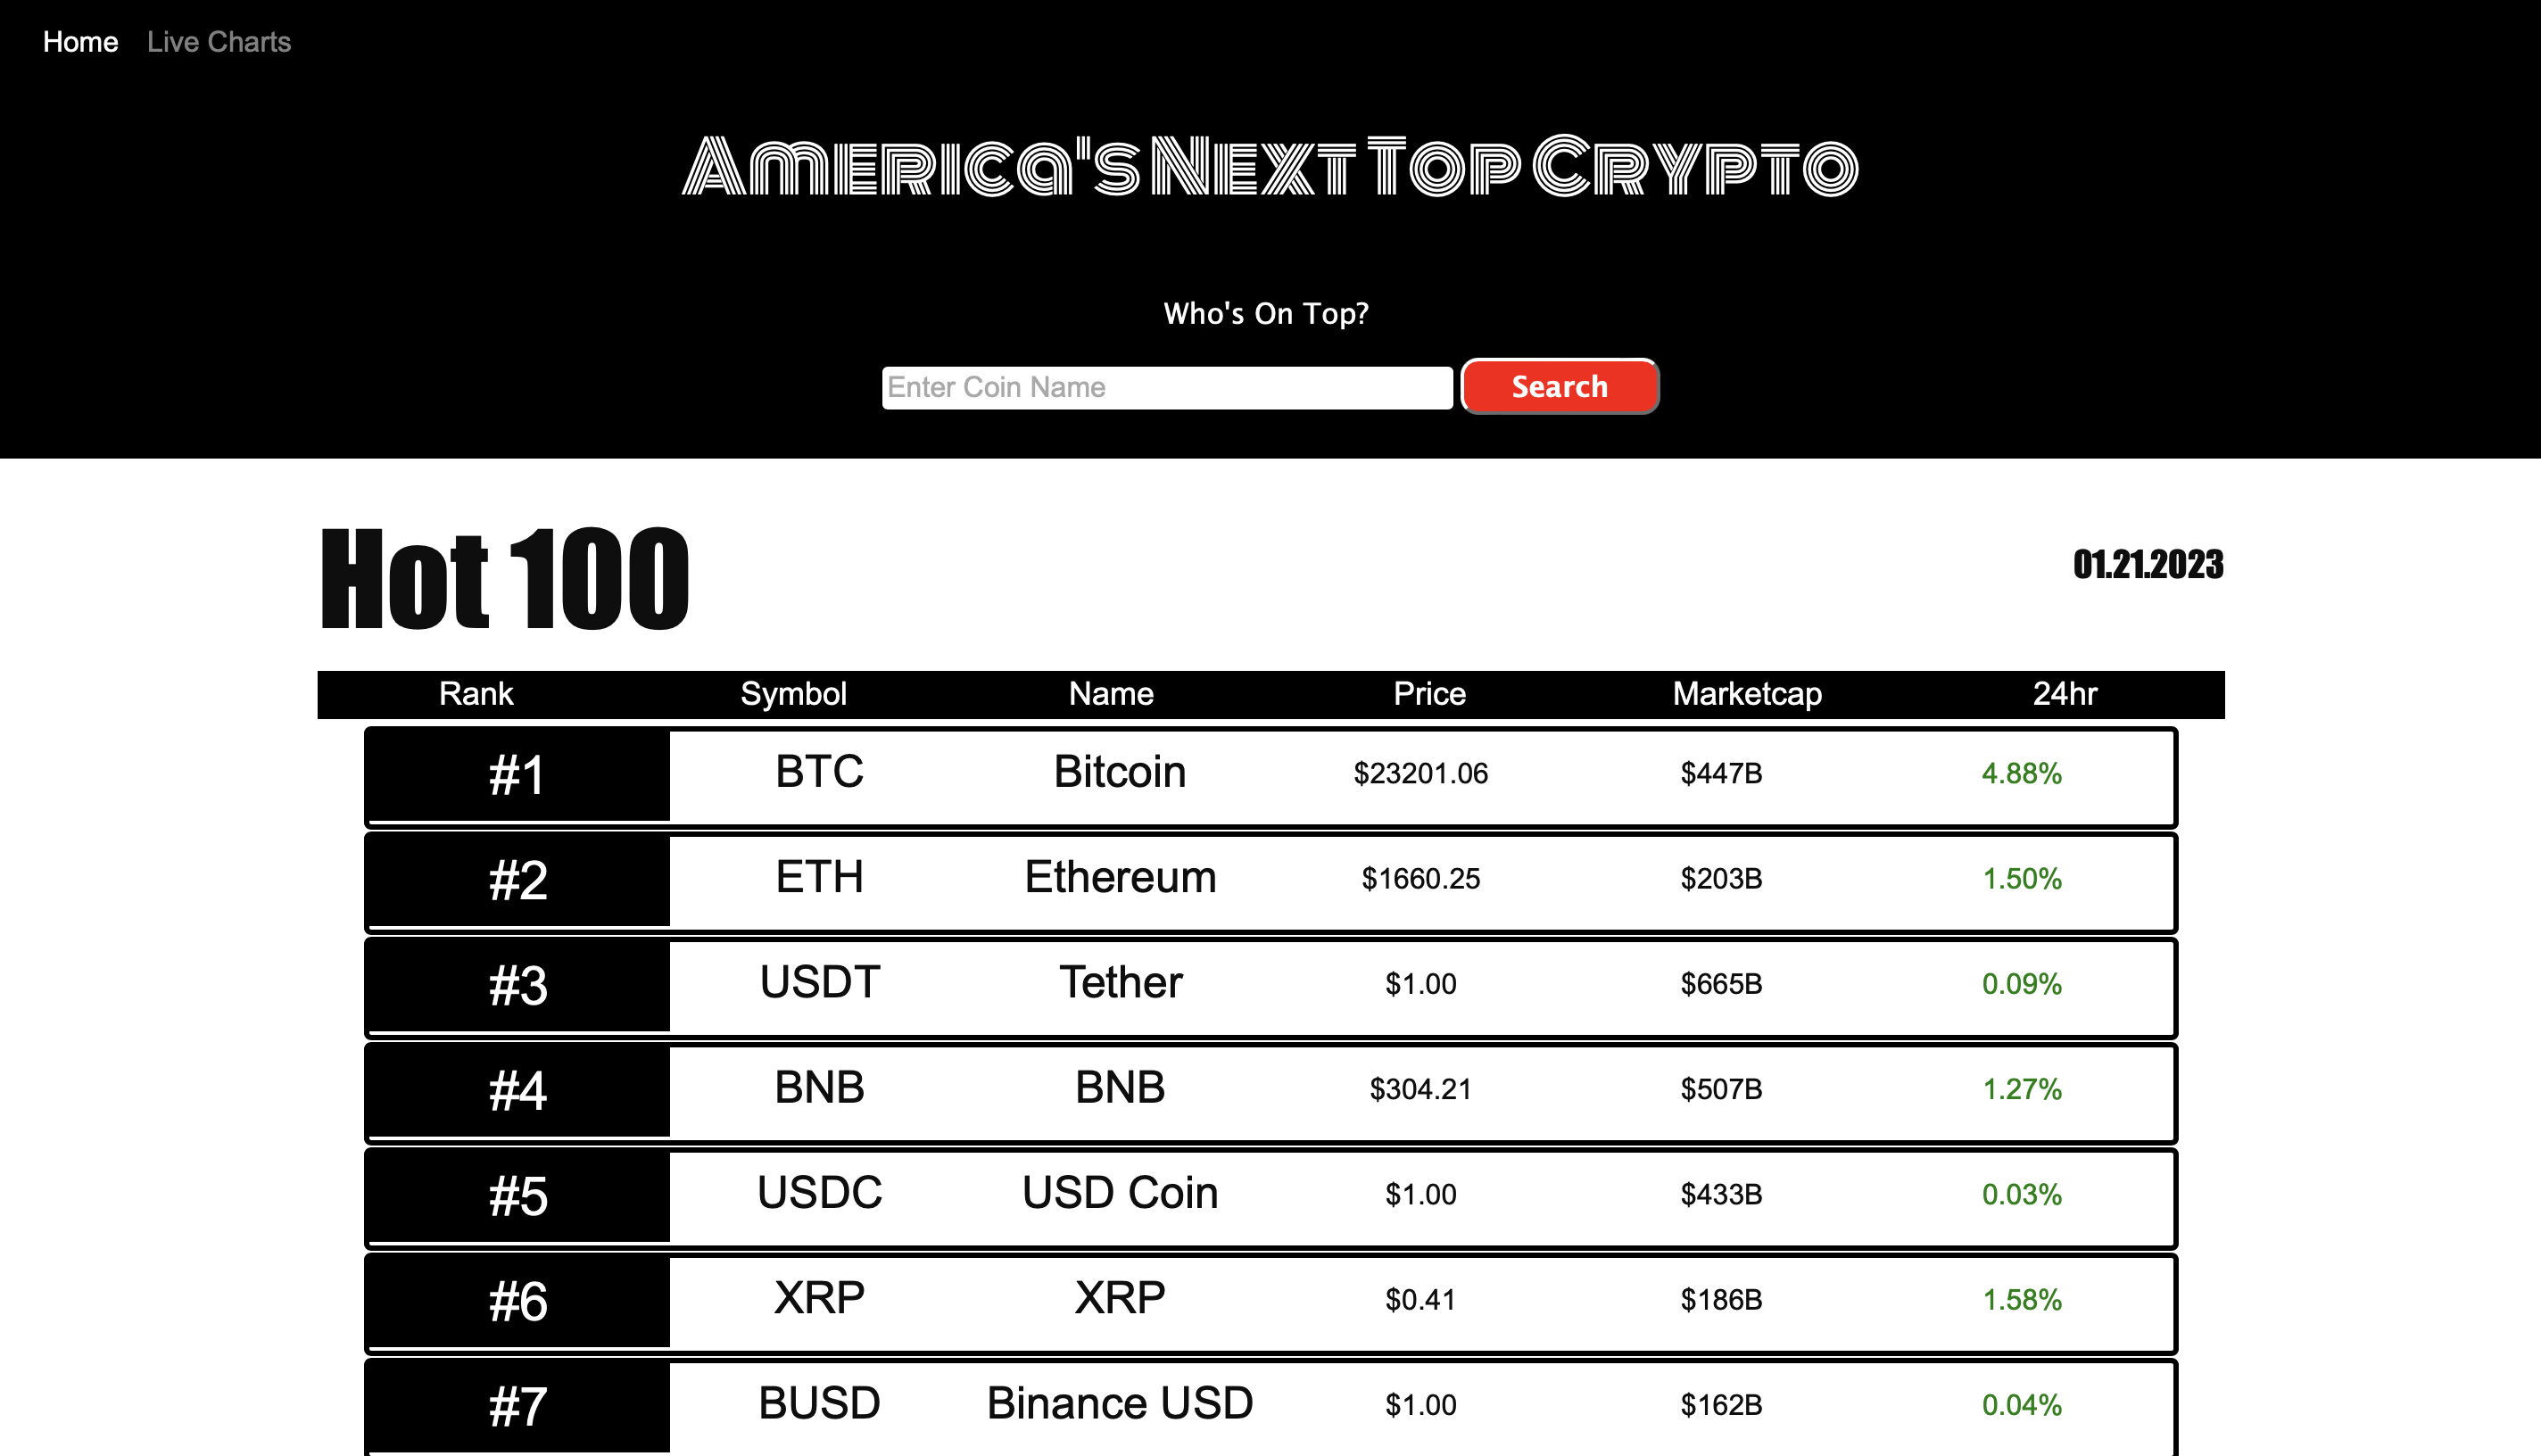 Home Live Charts
America's Next Top Crypto
Who's On Top?
Enter Coin Name Search
Hot 100 01.21.2023
Rank Symbol Name Price Marketcap 24hr
#1 BTC Bitcoin $23201.06 $447B 4.88%
#2 ETH Ethereum $1660.25 $203B 1.50%
#3 USDT Tether $1.00 $665B 0.09%
#4 BNB BNB $304.21 $507B 1.27%
#5 USDC USD Coin $1.00 $433B 0.03%
#6 XRP XRP $0.41 $186B 1.58%
#7 BUSD Binance USD $1.00 $162B 0.04%